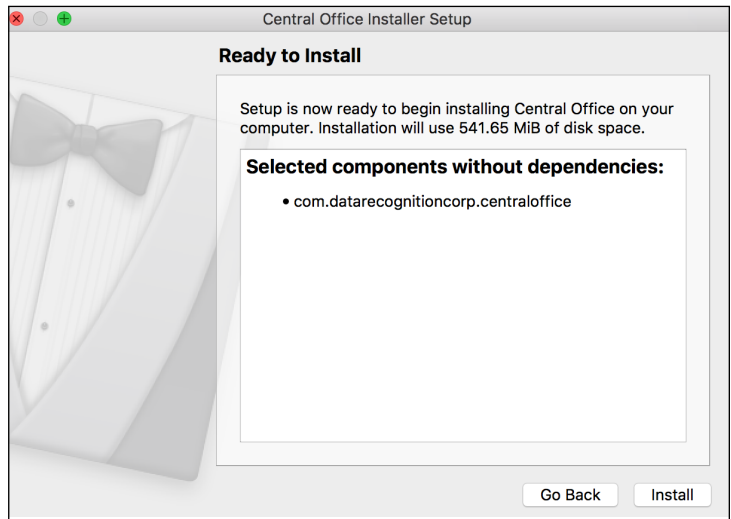 Central Office Installer Setup
Ready to Install
Setup is now ready to begin installing Central Office on your
computer. Installation will use 541.65 MiB of disk space.
Selected components without dependencies:
• com.datarecognitioncorp.centraloffice
Go Back
Install